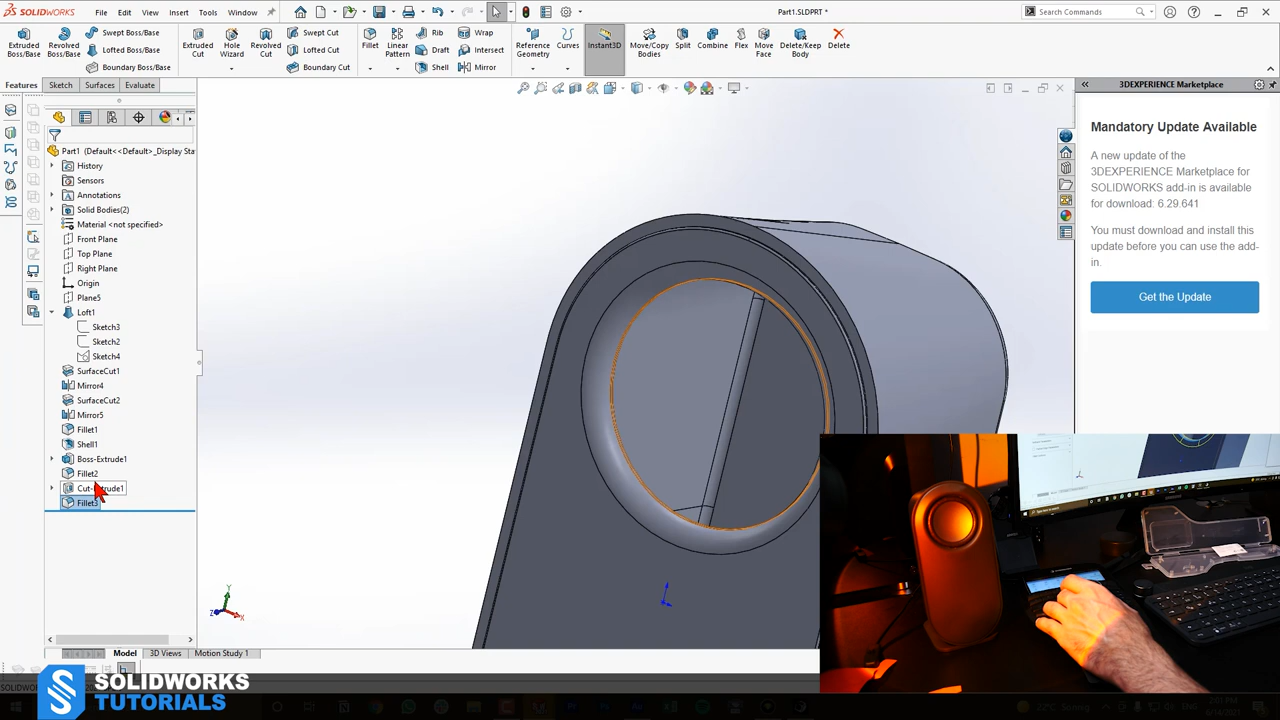 SOLIDWORKS
File
Edit
View
Insert
Tools
Window
Part1.SLDPRT *
Search Commands
Extruded Boss/Base
Revolved Boss/Base
Swept Boss/Base
Lofted Boss/Base
Boundary Boss/Base
Extruded Cut
Hole Wizard
Revolved Cut
Swept Cut
Lofted Cut
Boundary Cut
Fillet
Linear Pattern
Rib
Draft
Shell
Wrap
Intersect
Mirror
Reference Geometry
Curves
Instant3D
Move/Copy Bodies
Split
Combine
Flex
Move Face
Delete/Keep Body
Delete
Features
Sketch
Surfaces
Evaluate
Part1 (Default<<Default>_Display Sta
History
Sensors
Annotations
Solid Bodies(2)
Material <not specified>
Front Plane
Top Plane
Right Plane
Origin
Plane5
Loft1
Sketch3
Sketch2
Sketch4
SurfaceCut1
Mirror4
SurfaceCut2
Mirror5
Fillet1
Shell1
Boss-Extrude1
Fillet2
Fillet3
Y
Z
X
Model
3D Views
Motion Study 1
3DEXPERIENCE Marketplace
Mandatory Update Available
A new update of the
3DEXPERIENCE Marketplace for
SOLIDWORKS add-in is available
for download: 6.29.641
You must download and install this
update before you can use the add-
in.
Get the Update
SOLIDWORKS
TUTORIALS